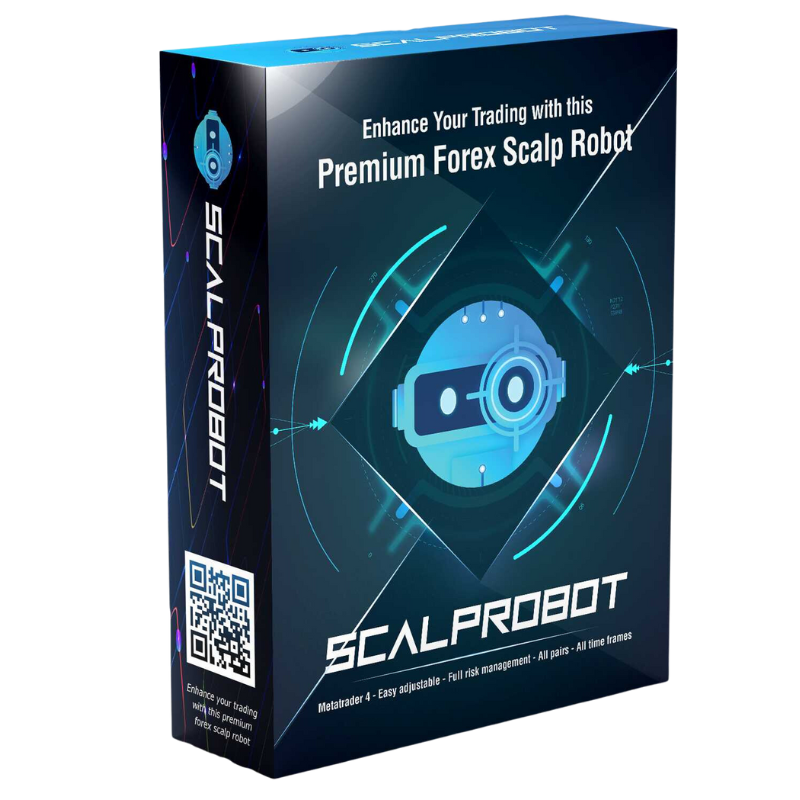 SCALPROBOT
Enhance Your Trading with this
Premium Forex Scalp Robot
SCALPROBOT
Metatrader 4 - Easy adjustable - Full risk management - All pairs - All time frames
SCALPROBOT
Enhance your trading
with this premium
forex scalp robot